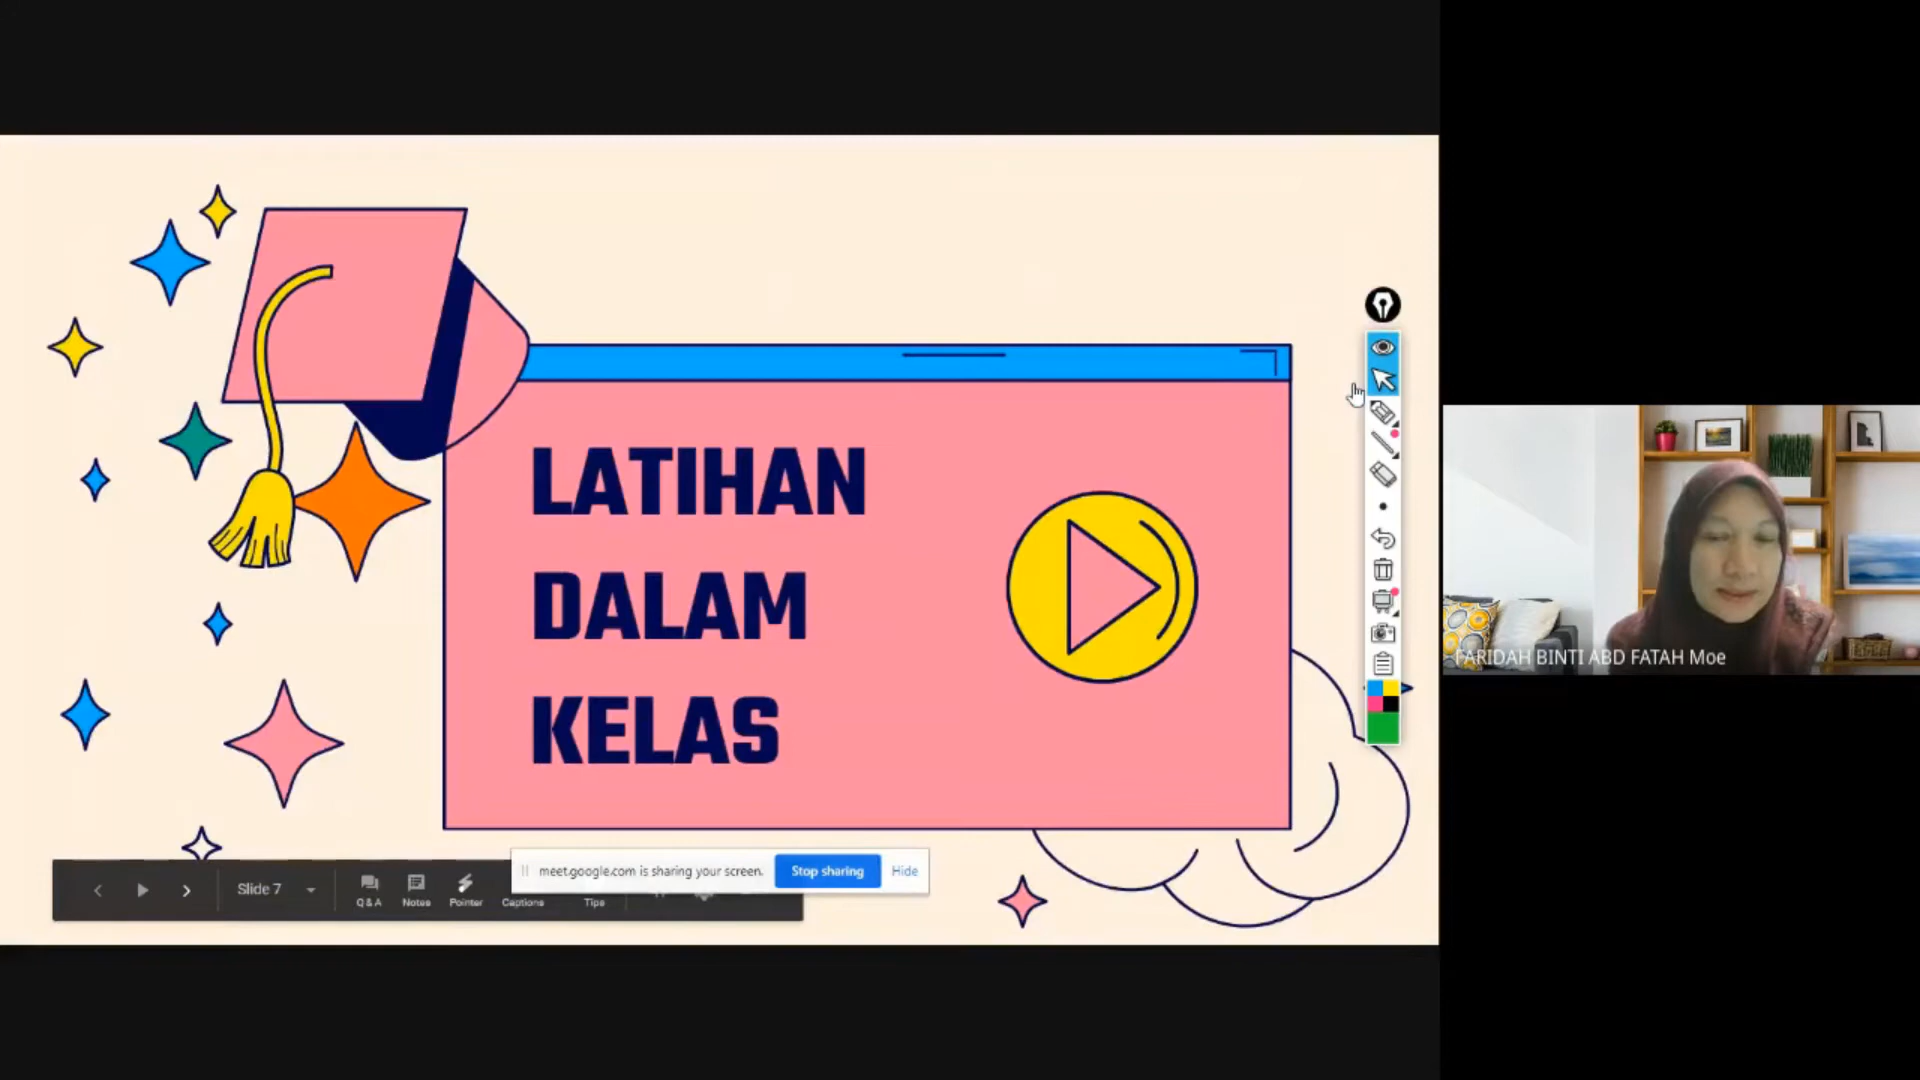 LATIHAN
DALAM
KELAS
FARIDAH BINTI ABD FATAH Moe
meet.google.com is sharing your screen.
Stop sharing
Hide
Slide 7
Q&A
Notes
Pointer
Captions
Tips